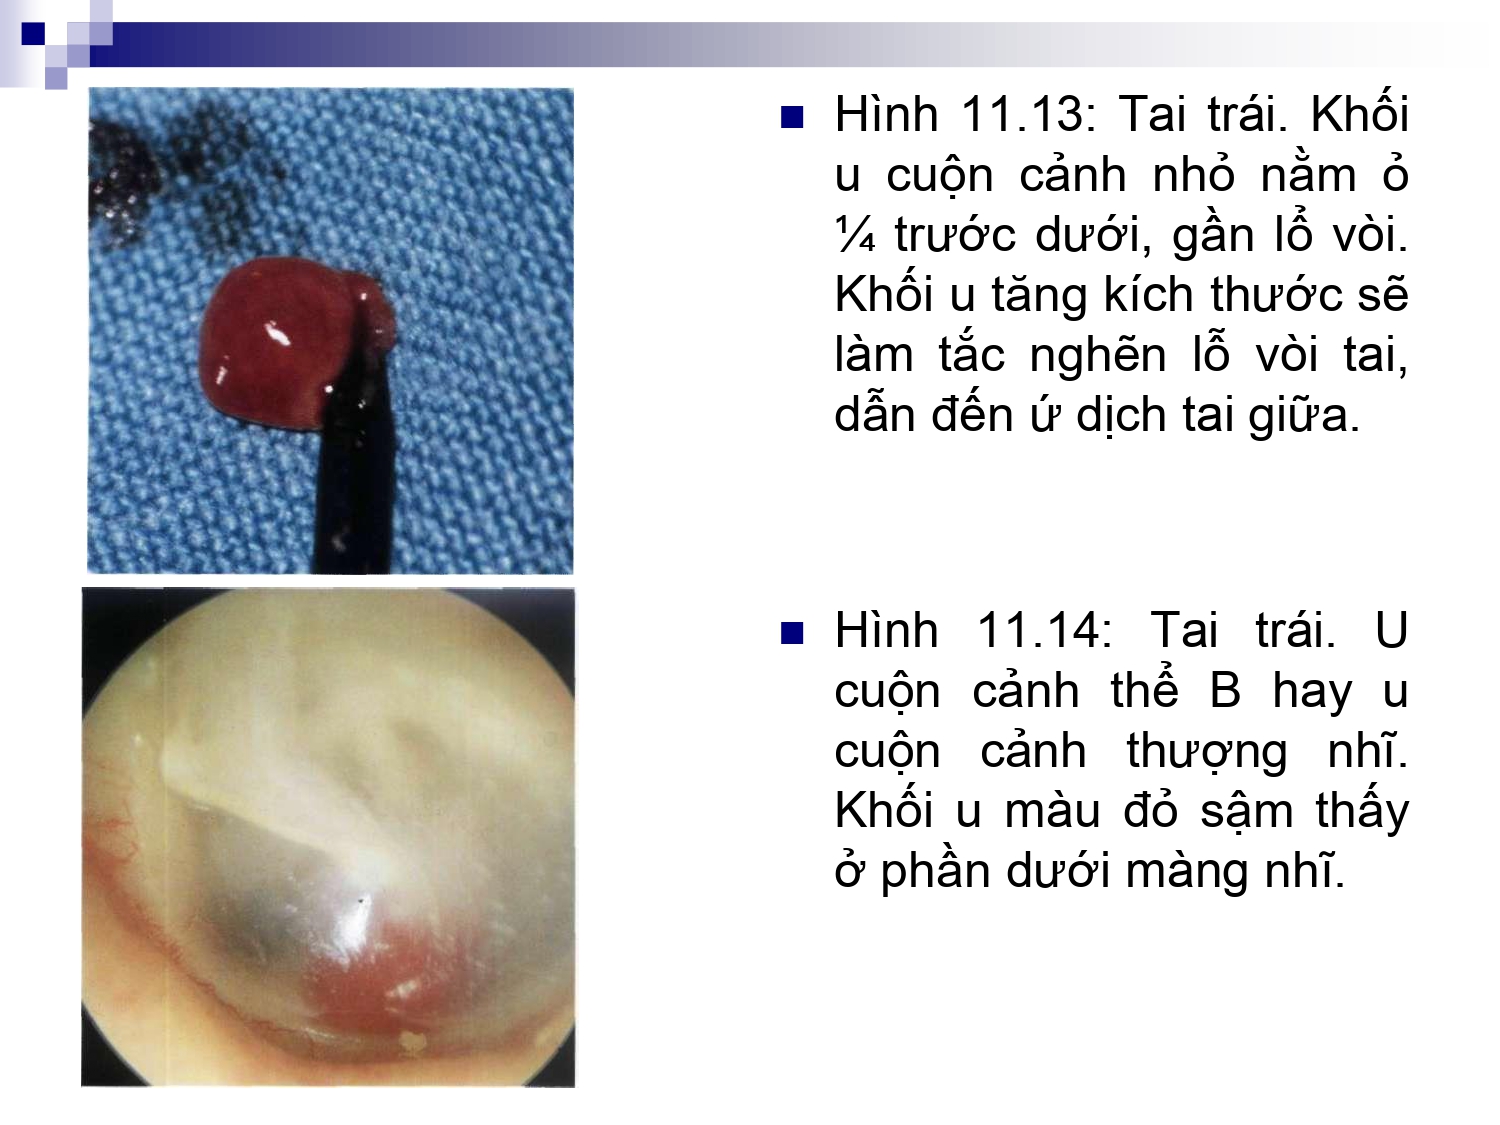 Hình 11.13: Tai trái. Khối
u cuộn cảnh nhỏ nằm ỏ
¼ trước dưới, gần lổ vòi.
Khối u tăng kích thước sẽ
làm tắc nghẽn lỗ vòi tai,
dẫn đến ứ dịch tai giữa.
Hình 11.14: Tai trái. U
cuộn cảnh thể B hay u
cuộn cảnh thượng nhĩ.
Khối u màu đỏ sậm thấy
ở phần dưới màng nhĩ.